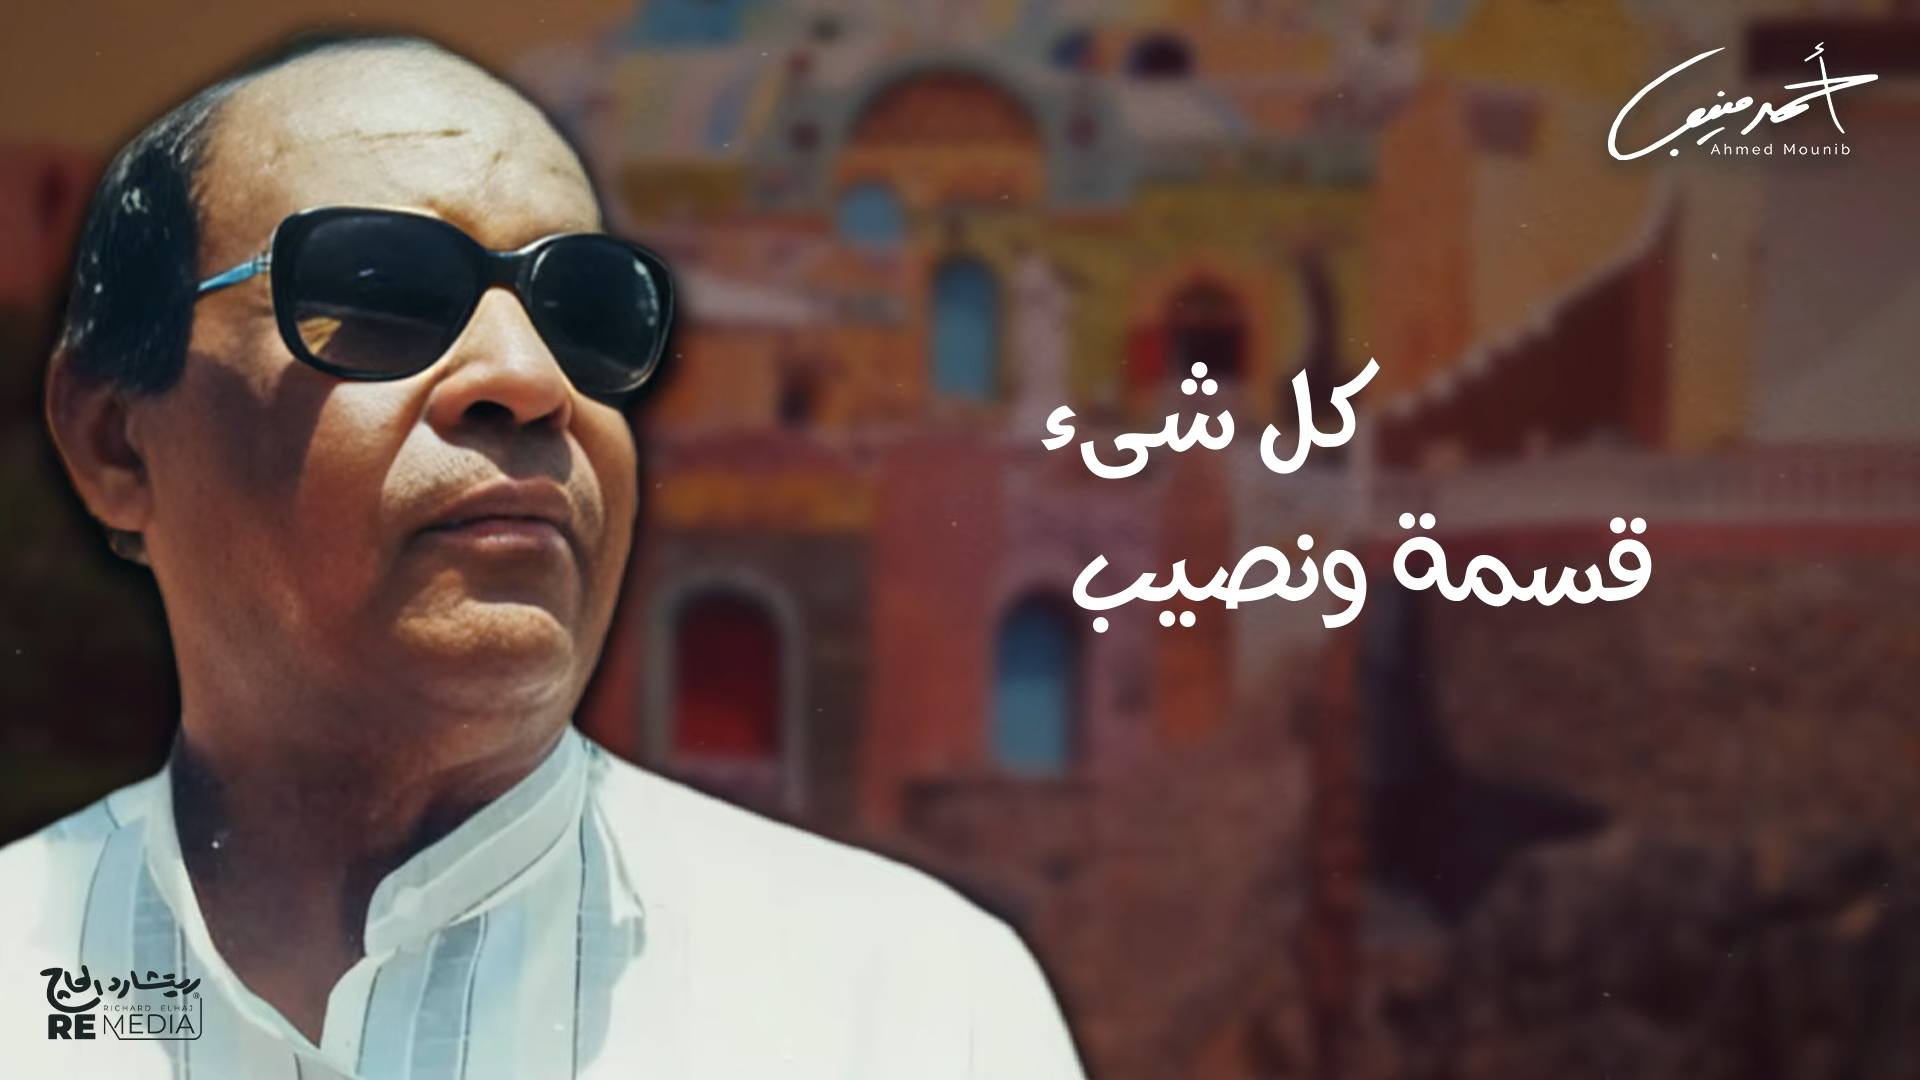 أحمد منيب
Ahmed Mounib
كل شىء
قسمة ونصيب
ريتشارد الحاج
RICHARD ELHAJ
RE MEDIA